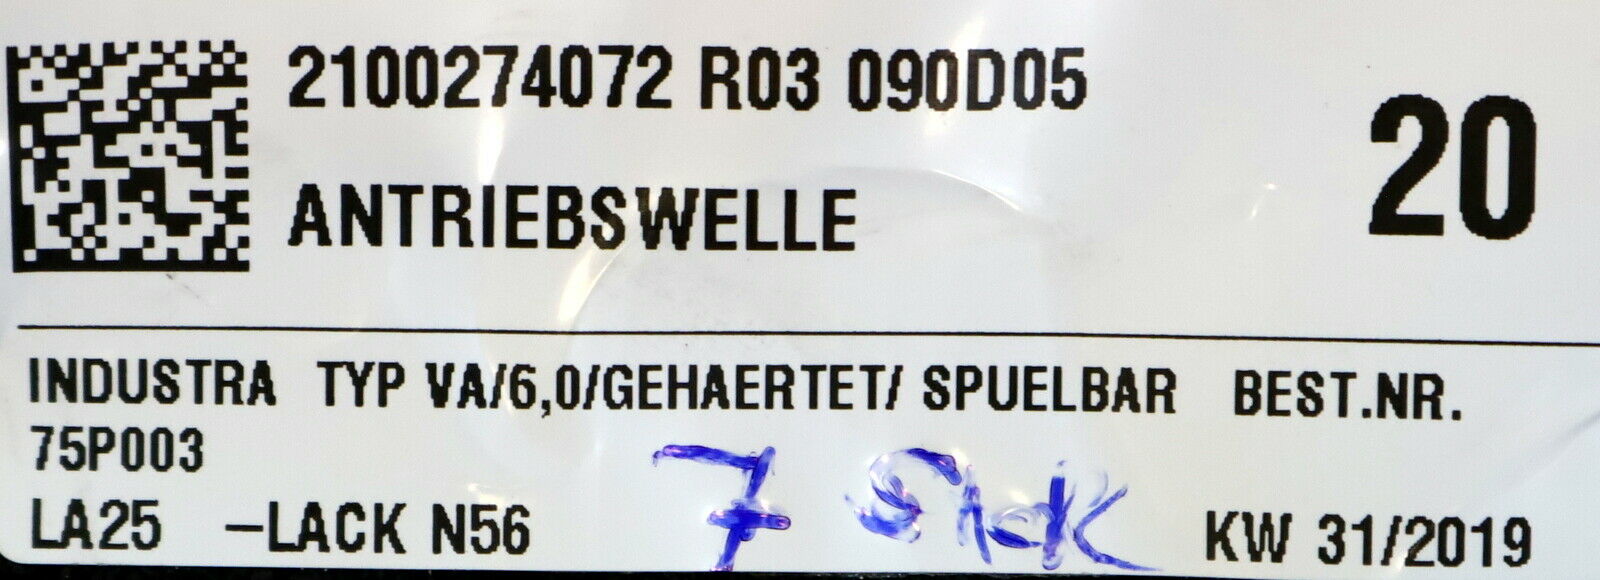 2100274072 R03 090D05
20
ANTRIEBSWELLE
INDUSTRA TYP VA/6,0/GEHAERTET/ SPUELBAR BEST.NR.
75P003
LA25 -LACK N56
7 Stck
KW 31/2019